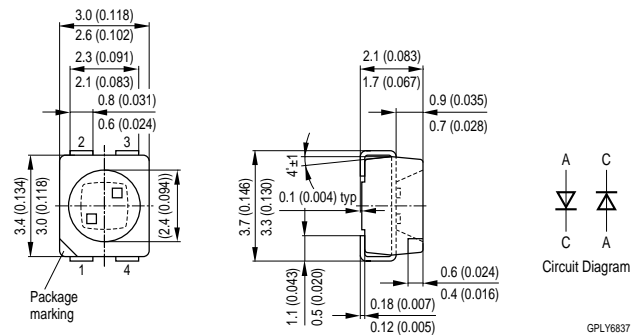 3.0 (0.118)
2.6 (0.102)
2.3 (0.091)
2.1 (0.083)
0.8 (0.031)
0.6 (0.024)
2
3
3.4 (0.134)
3.0 (0.118)
(2.4 (0.094))
1
4
Package
marking
2.1 (0.083)
1.7 (0.067)
0.9 (0.035)
0.7 (0.028)
4˚±1
3.7 (0.146)
3.3 (0.130)
0.1 (0.004) typ
1.1 (0.043)
0.5 (0.020)
0.6 (0.024)
0.4 (0.016)
0.18 (0.007)
0.12 (0.005)
A
C
C
A
Circuit Diagram
GPLY6837